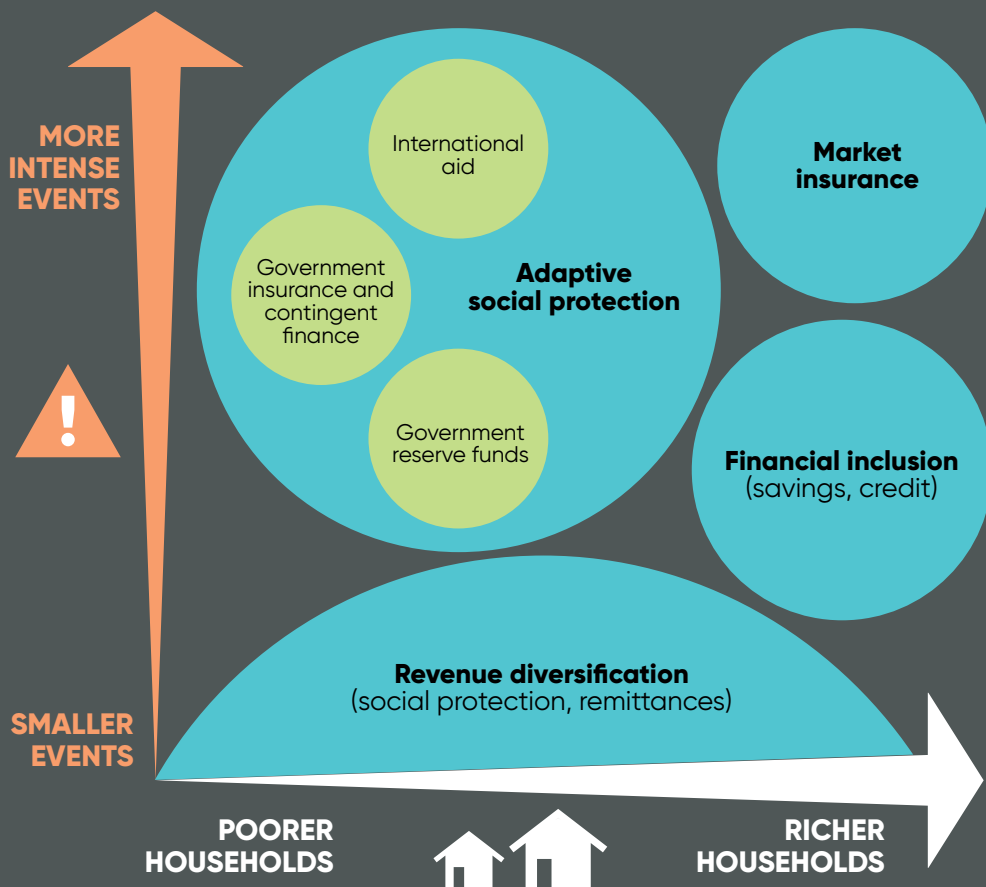 MORE
INTENSE
EVENTS
International
aid
Market
insurance
Government
insurance and
contingent
finance
Adaptive
social protection
!
Government
reserve funds
Financial inclusion
(savings, credit)
Revenue diversification
(social protection, remittances)
SMALLER
EVENTS
POORER
HOUSEHOLDS
RICHER
HOUSEHOLDS